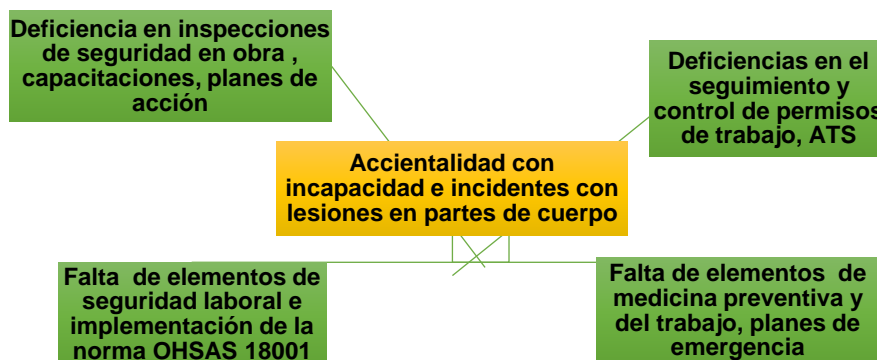 Deficiencia en inspecciones
de seguridad en obra ,
capacitaciones, planes de
acción
Deficiencias en el
seguimiento y
control de permisos
de trabajo, ATS
Accientalidad con
incapacidad e incidentes con
lesiones en partes de cuerpo
Falta de elementos de
seguridad laboral e
implementación de la
norma OHSAS 18001
Falta de elementos de
medicina preventiva y
del trabajo, planes de
emergencia